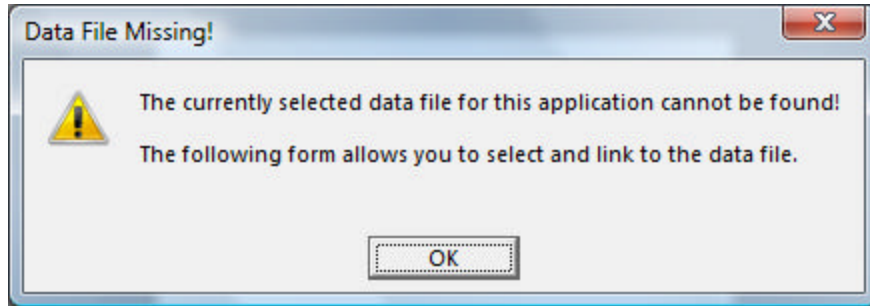 Data File Missing!
The currently selected data file for this application cannot be found!
The following form allows you to select and link to the data file.
OK